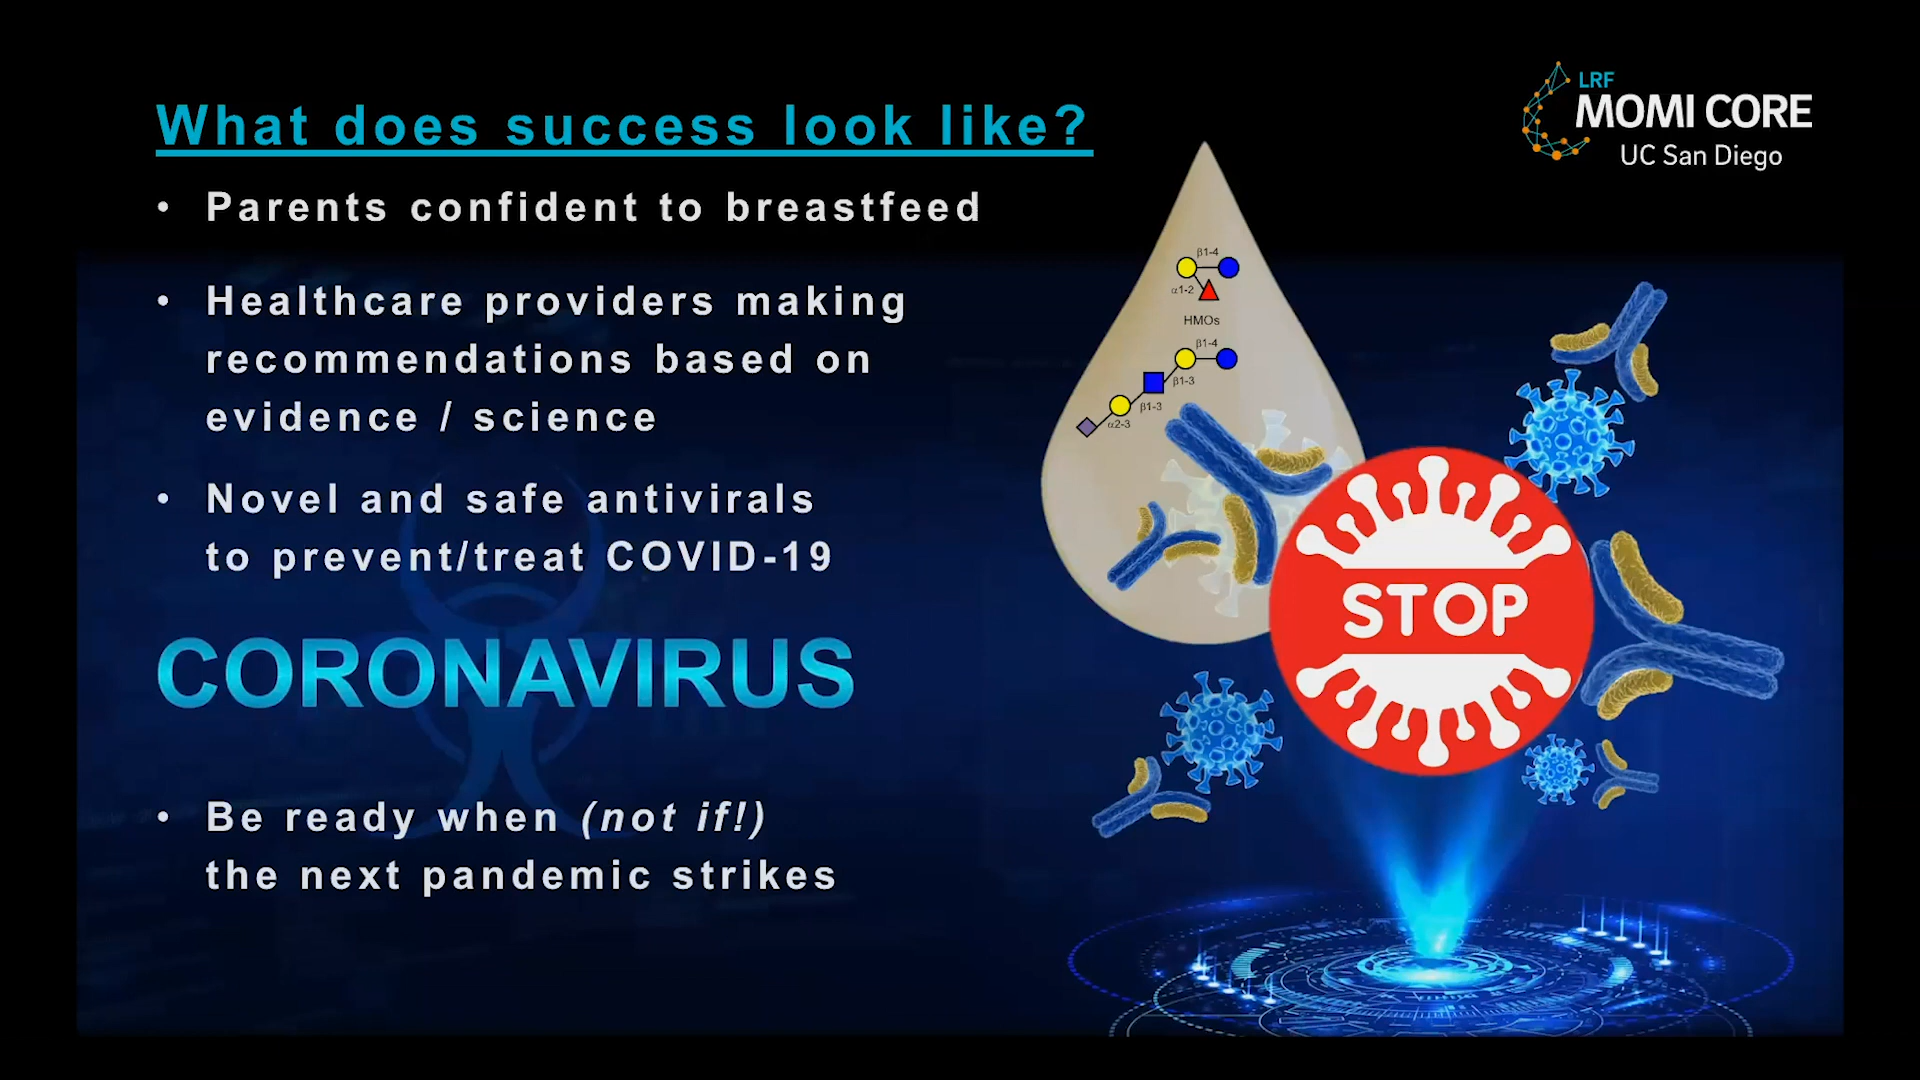 What does success look like?
LRF
MOMI CORE
UC San Diego
• Parents confident to breastfeed
• Healthcare providers making
recommendations based on
evidence / science
• Novel and safe antivirals
to prevent/treat COVID-19
CORONAVIRUS
• Be ready when (not if!)
the next pandemic strikes
β1-4
α1-2
HMOs
β1-4
β1-3
β1-3
α2-3
STOP